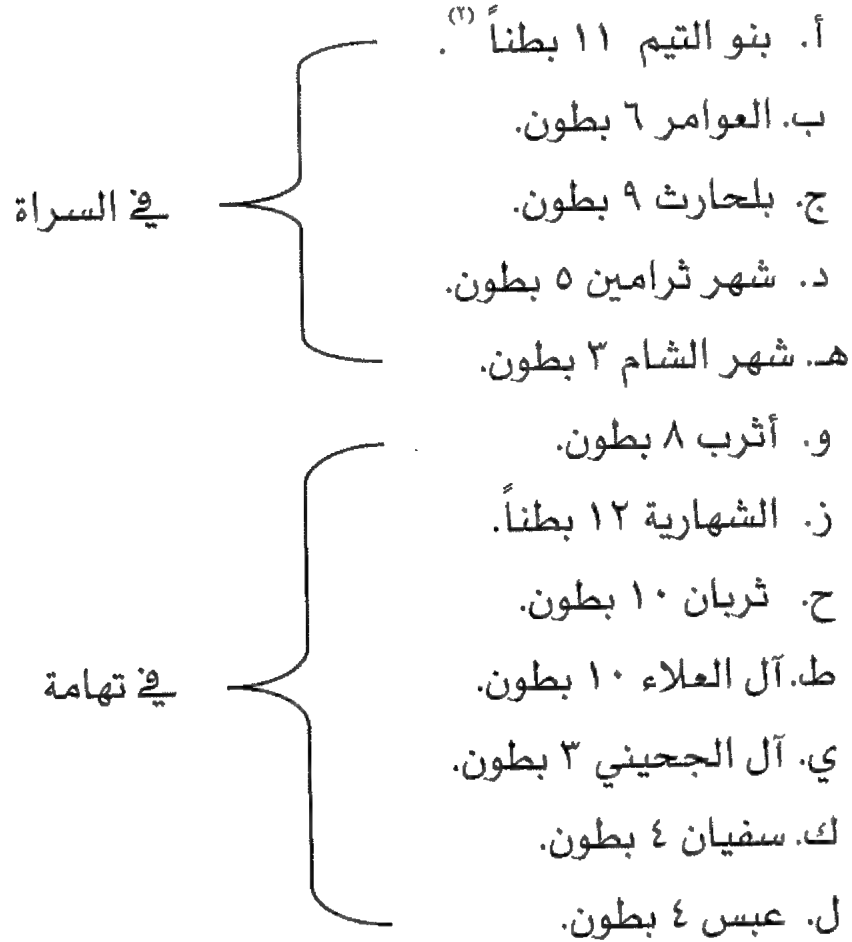 أ. بنو التيم ١١ بطناً (٢).
ب. العوامر ٦ بطون.
ج. بلحارث ٩ بطون.
في السراة
د. شهر ثرامين ٥ بطون.
هـ. شهر الشام ٣ بطون.
و. أثرب ٨ بطون.
ز. الشهارية ١٢ بطناً.
ح. ثربان ١٠ بطون.
ط. آل العلاء ١٠ بطون.
في تهامة
ي. آل الجحيني ٣ بطون.
ك. سفيان ٤ بطون.
ل. عبس ٤ بطون.